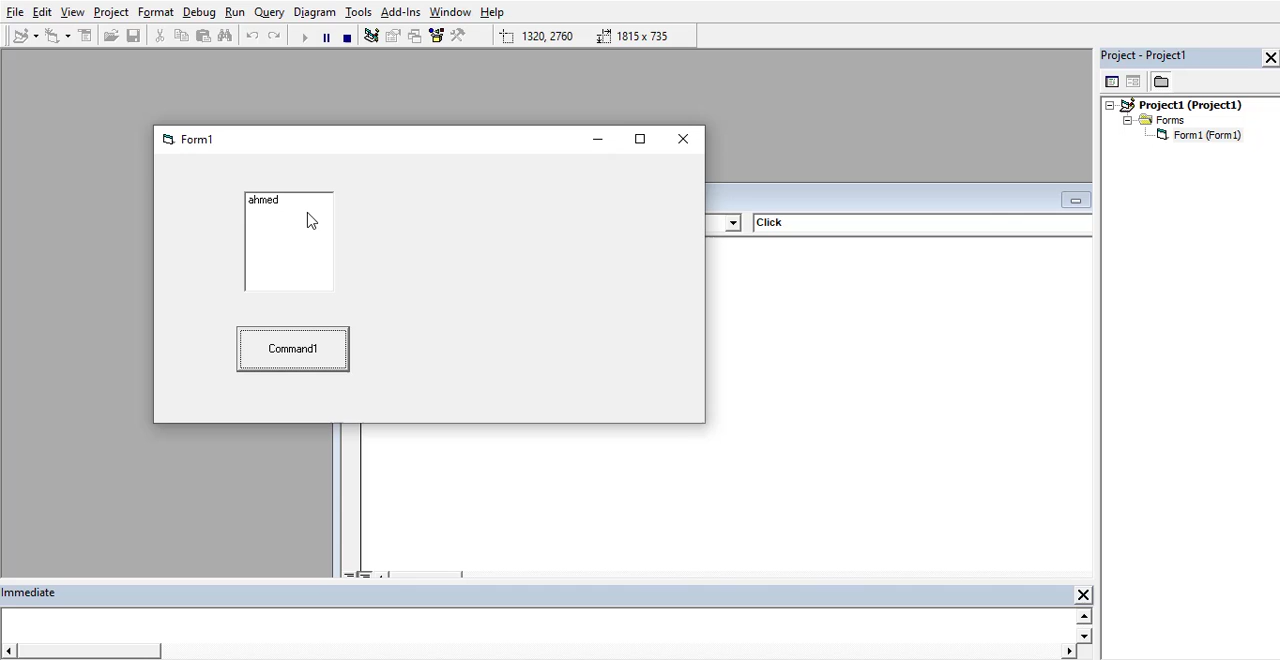 File Edit View Project Format Debug Run Query Diagram Tools Add-Ins Window Help
1320, 2760 1815 x 735
Project - Project1
Project1 (Project1)
Forms
Form1 (Form1)
Form1
ahmed
Click
Command1
Immediate